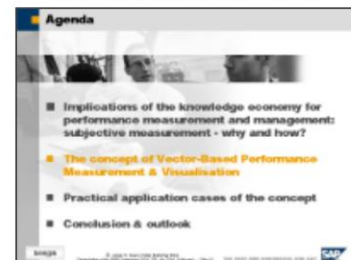 Agenda
Implications of the knowledge economy for
performance measurement and management:
subjective measurement - why and how?
The concept of Vector-Based Performance
Measurement & Visualisation
Practical application cases of the concept
Conclusion & outlook
SAP